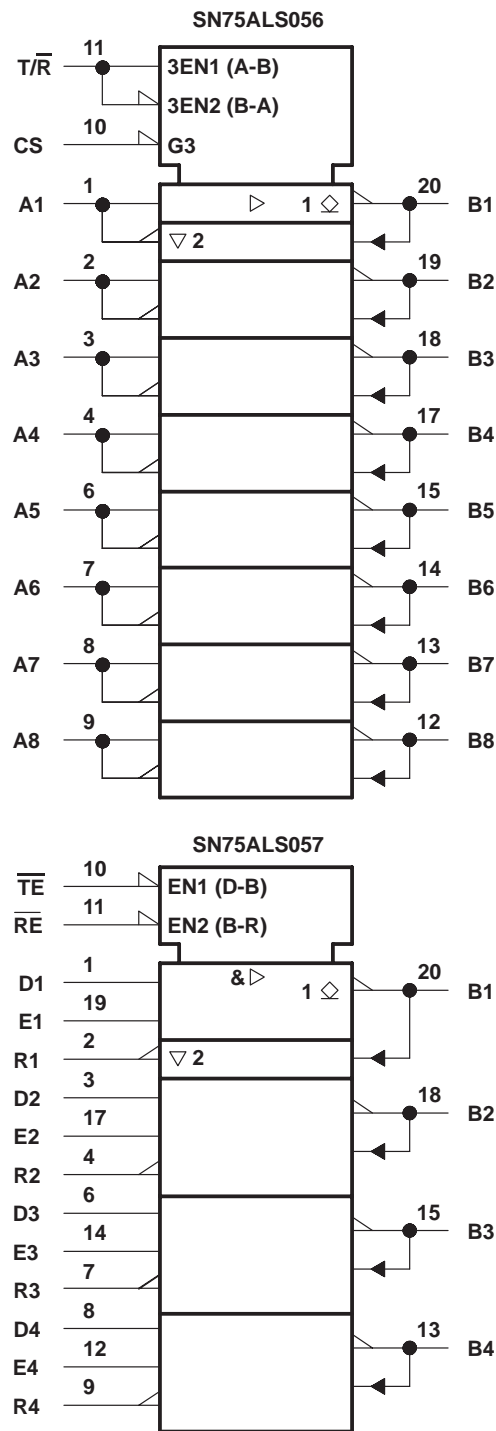 SN75ALS056
T/R̅ 11 3EN1 (A-B)
3EN2 (B-A)
CS 10 G3
A1 1 ▷ 1 ◇ 20 B1
▽ 2
A2 2 19 B2
A3 3 18 B3
A4 4 17 B4
A5 6 15 B5
A6 7 14 B6
A7 8 13 B7
A8 9 12 B8
SN75ALS057
T̅E̅ 10 EN1 (D-B)
R̅E̅ 11 EN2 (B-R)
D1 1 & ▷ 1 ◇ 20 B1
E1 19
R1 2 ▽ 2
D2 3 18 B2
E2 17
R2 4
D3 6 15 B3
E3 14
R3 7
D4 8 13 B4
E4 12
R4 9